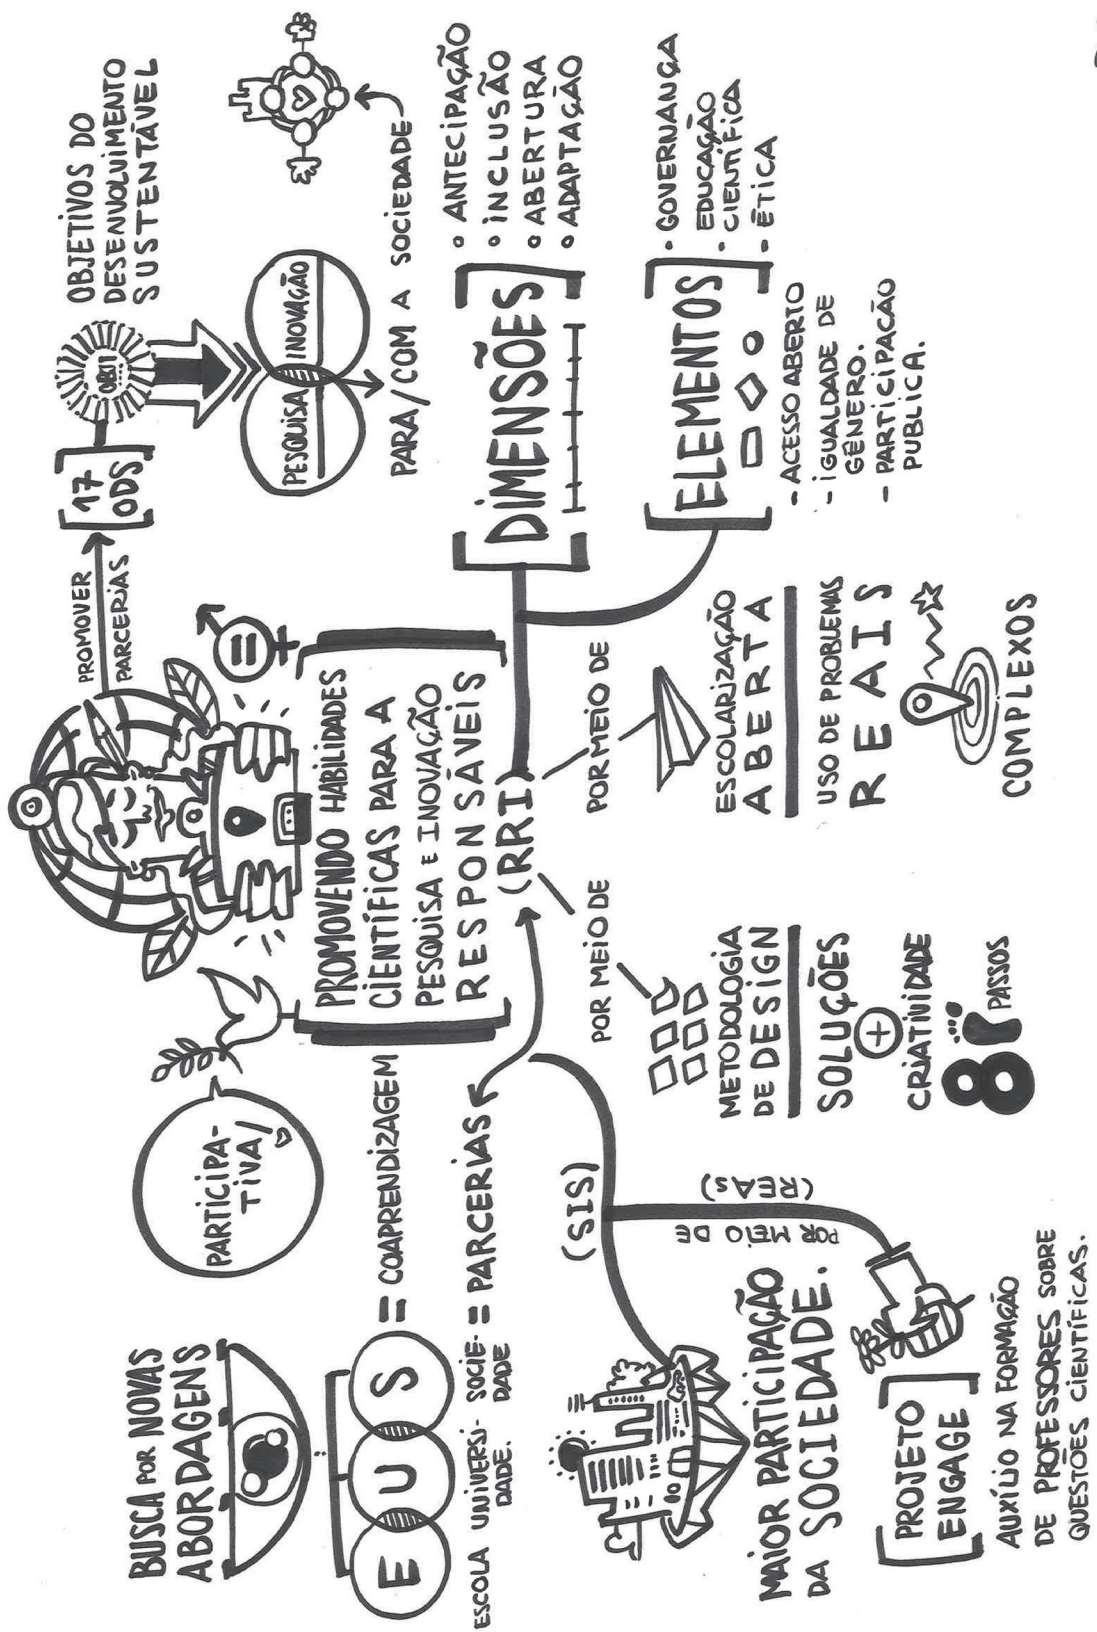 BUSCA POR NOVAS
ABORDAGENS
E U S
= COAPRENDIZAGEM
ESCOLA UNIVERSI-
DADE.
SOCIE-
DADE
= PARCERIAS
PARTICIPA-
TIVA
PROMOVENDO HABILIDADES
CIENTÍFICAS PARA A
PESQUISA E INOVAÇÃO
RESPONSÁVEIS
(RRI)
PROMOVER
PARCERIAS
[17
ODS]
OBJETIVOS DO
DESENVOLVIMENTO
SUSTENTÁVEL
PESQUISA
INOVAÇÃO
PARA/COM A SOCIEDADE
[DIMENSÕES]
• ANTECIPAÇÃO
• INCLUSÃO
• ABERTURA
• ADAPTAÇÃO
[ELEMENTOS]
- GOVERNANÇA
- EDUCAÇÃO
CIENTÍFICA
- ÉTICA
- ACESSO ABERTO
- IGUALDADE DE
GÊNERO.
- PARTICIPAÇÃO
PUBLICA.
POR MEIO DE
ESCOLARIZAÇÃO
ABERTA
USO DE PROBLEMAS
REAIS
COMPLEXOS
POR MEIO DE
METODOLOGIA
DE DESIGN
SOLUÇÕES
+
CRIATIVIDADE
8 PASSOS
(SIS)
MAIOR PARTICIPAÇÃO
DA SOCIEDADE.
POR MEIO DE
(REAs)
[PROJETO
ENGAGE]
AUXÍLIO NA FORMAÇÃO
DE PROFESSORES SOBRE
QUESTÕES CIENTÍFICAS.